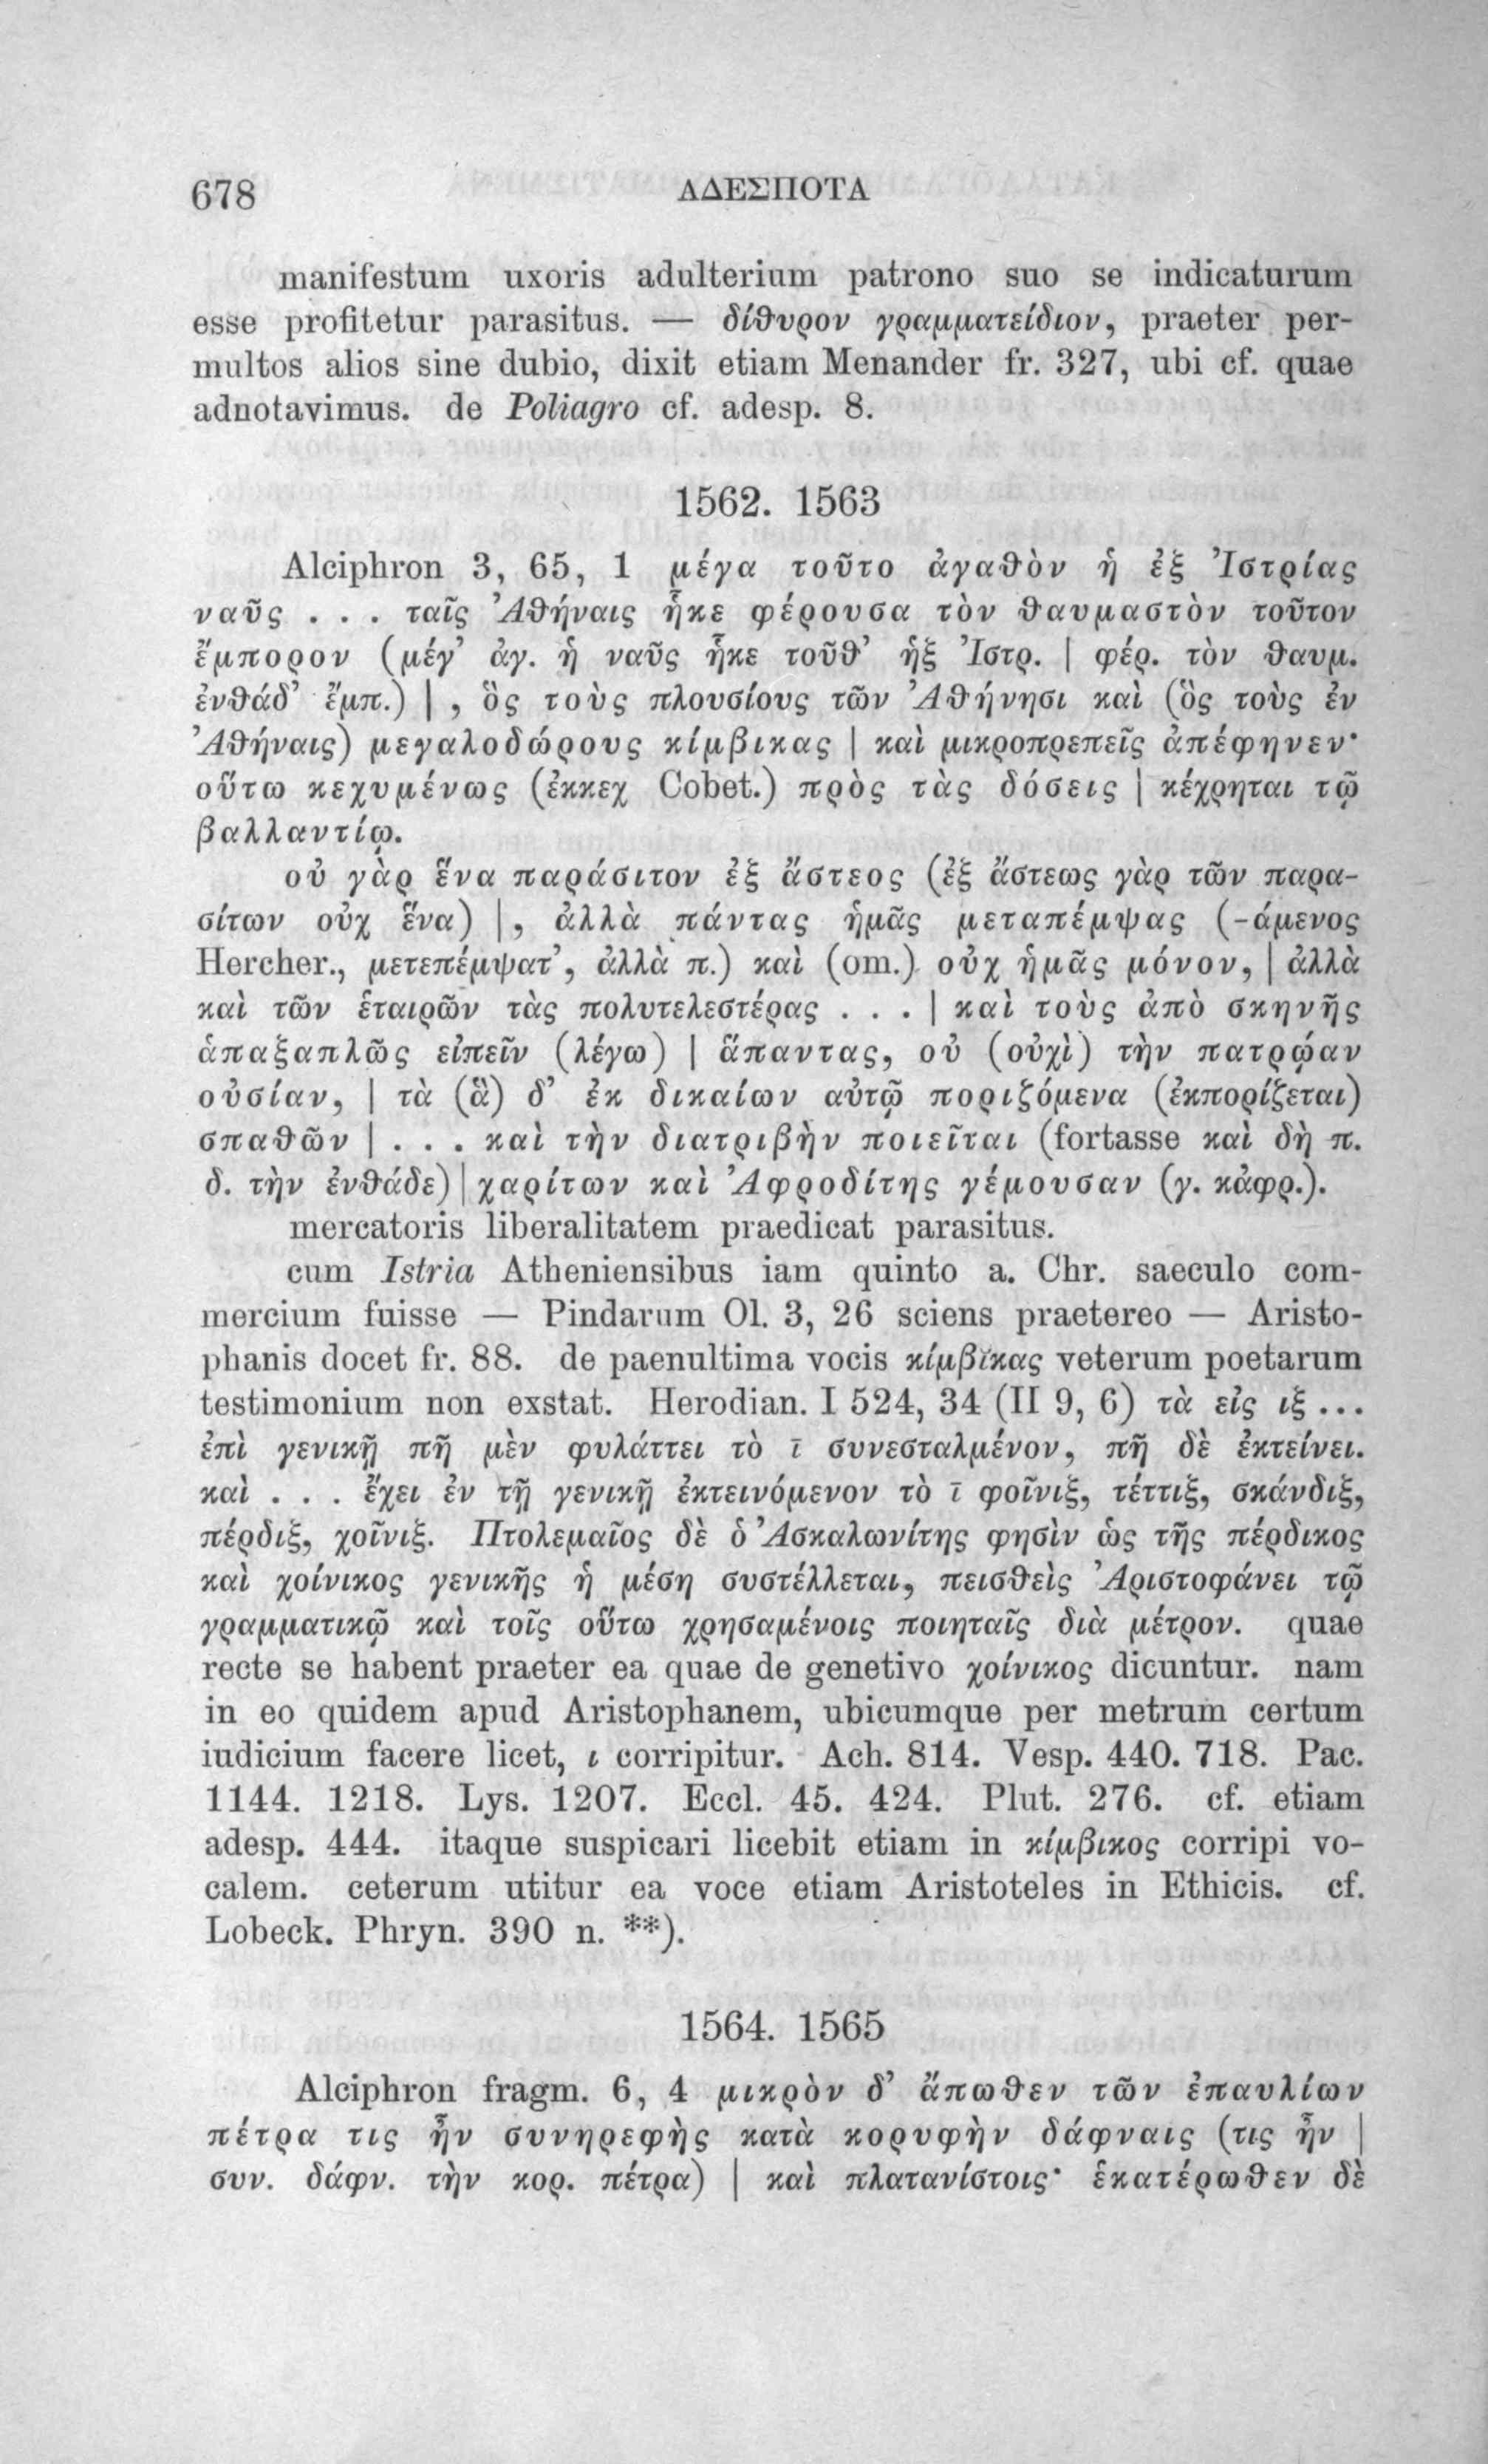 678 ΑΔΕΣΠΟΤΑ
manifestum uxoris adulterium patrono suo se indicaturum
esse profitetur parasitus. — δίθυρον γραμματείδιον, praeter per-
multos alios sine dubio, dixit etiam Menander fr. 327, ubi cf. quae
adnotavimus. de Poliagro cf. adesp. 8.
1562. 1563
Alciphron 3, 65, 1 μέγα τοῦτο ἀγαθὸν ἡ ἐξ Ἰστρίας
ναῦς . . . ταῖς Ἀθήναις ἧκε φέρουσα τὸν θαυμαστὸν τοῦτον
ἔμπορον (μέγ’ ἀγ. ἡ ναῦς ἧκε τοῦθ’ ἡξ Ἰστρ. | φέρ. τὸν θαυμ.
ἐνθάδ’ ἔμπ.) | , ὃς τοὺς πλουσίους τῶν Ἀθήνησι καὶ (ὃς τοὺς ἐν
Ἀθήναις) μεγαλοδώρους κίμβικας | καὶ μικροπρεπεῖς ἀπέφηνεν·
οὕτω κεχυμένως (ἐκκεχ Cobet.) πρὸς τὰς δόσεις | κέχρηται τῷ
βαλλαντίῳ.
οὐ γὰρ ἕνα παράσιτον ἐξ ἄστεος (ἐξ ἄστεως γὰρ τῶν παρα-
σίτων οὐχ ἕνα) |, ἀλλὰ πάντας ἡμᾶς μεταπέμψας (-άμενος
Hercher., μετεπέμψατ’, ἀλλὰ π.) καὶ (om.) οὐχ ἡμᾶς μόνον, | ἀλλὰ
καὶ τῶν ἑταιρῶν τὰς πολυτελεστέρας . . . | καὶ τοὺς ἀπὸ σκηνῆς
ἁπαξαπλῶς εἰπεῖν (λέγω) | ἅπαντας, οὐ (οὐχὶ) τὴν πατρῴαν
οὐσίαν, | τὰ (ἃ) δ’ ἐκ δικαίων αὑτῷ ποριζόμενα (ἐκπορίζεται)
σπαθῶν | . . . καὶ τὴν διατριβὴν ποιεῖται (fortasse καὶ δὴ π.
δ. τὴν ἐνθάδε) | χαρίτων καὶ Ἀφροδίτης γέμουσαν (γ. κἀφρ.).
mercatoris liberalitatem praedicat parasitus.
cum Istria Atheniensibus iam quinto a. Chr. saeculo com-
mercium fuisse — Pindarum Ol. 3, 26 sciens praetereo — Aristo-
phanis docet fr. 88. de paenultima vocis κίμβῐκας veterum poetarum
testimonium non exstat. Herodian. I 524, 34 (II 9, 6) τὰ εἰς ιξ ...
ἐπὶ γενικῇ πῆ μὲν φυλάττει τὸ ῑ συνεσταλμένον, πῆ δὲ ἐκτείνει.
καὶ . . . ἔχει ἐν τῇ γενικῇ ἐκτεινόμενον τὸ ῑ φοῖνιξ, τέττιξ, σκάνδιξ,
πέρδιξ, χοῖνιξ. Πτολεμαῖος δὲ ὁ Ἀσκαλωνίτης φησὶν ὡς τῆς πέρδικος
καὶ χοίνικος γενικῆς ἡ μέση συστέλλεται, πεισθεὶς Ἀριστοφάνει τῷ
γραμματικῷ καὶ τοῖς οὕτω χρησαμένοις ποιηταῖς διὰ μέτρον. quae
recte se habent praeter ea quae de genetivo χοίνικος dicuntur. nam
in eo quidem apud Aristophanem, ubicumque per metrum certum
iudicium facere licet, ι corripitur. Ach. 814. Vesp. 440. 718. Pac.
1144. 1218. Lys. 1207. Eccl. 45. 424. Plut. 276. cf. etiam
adesp. 444. itaque suspicari licebit etiam in κίμβικος corripi vo-
calem. ceterum utitur ea voce etiam Aristoteles in Ethicis. cf.
Lobeck. Phryn. 390 n. **).
1564. 1565
Alciphron fragm. 6, 4 μικρὸν δ’ ἄπωθεν τῶν ἐπαυλίων
πέτρα τις ἦν συνηρεφὴς κατὰ κορυφὴν δάφναις (τις ἦν |
συν. δάφν. τὴν κορ. πέτρα) | καὶ πλατανίστοις· ἑκατέρωθεν δὲ